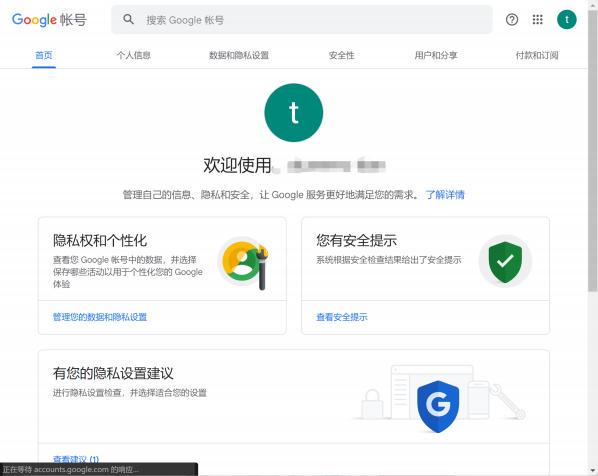 Google 帐号
搜索 Google 帐号
t
首页
个人信息
数据和隐私设置
安全性
用户和分享
付款和订阅
t
欢迎使用,
管理自己的信息、隐私和安全，让 Google 服务更好地满足您的需求。 了解详情
隐私权和个性化
查看您 Google 帐号中的数据，并选择
保存哪些活动以用于个性化您的 Google
体验
管理您的数据和隐私设置
您有安全提示
系统根据安全检查结果给出了安全提示
查看安全提示
有您的隐私设置建议
进行隐私设置检查，并选择适合您的设置
G
查看建议 (1)
正在等待 accounts.google.com 的响应...